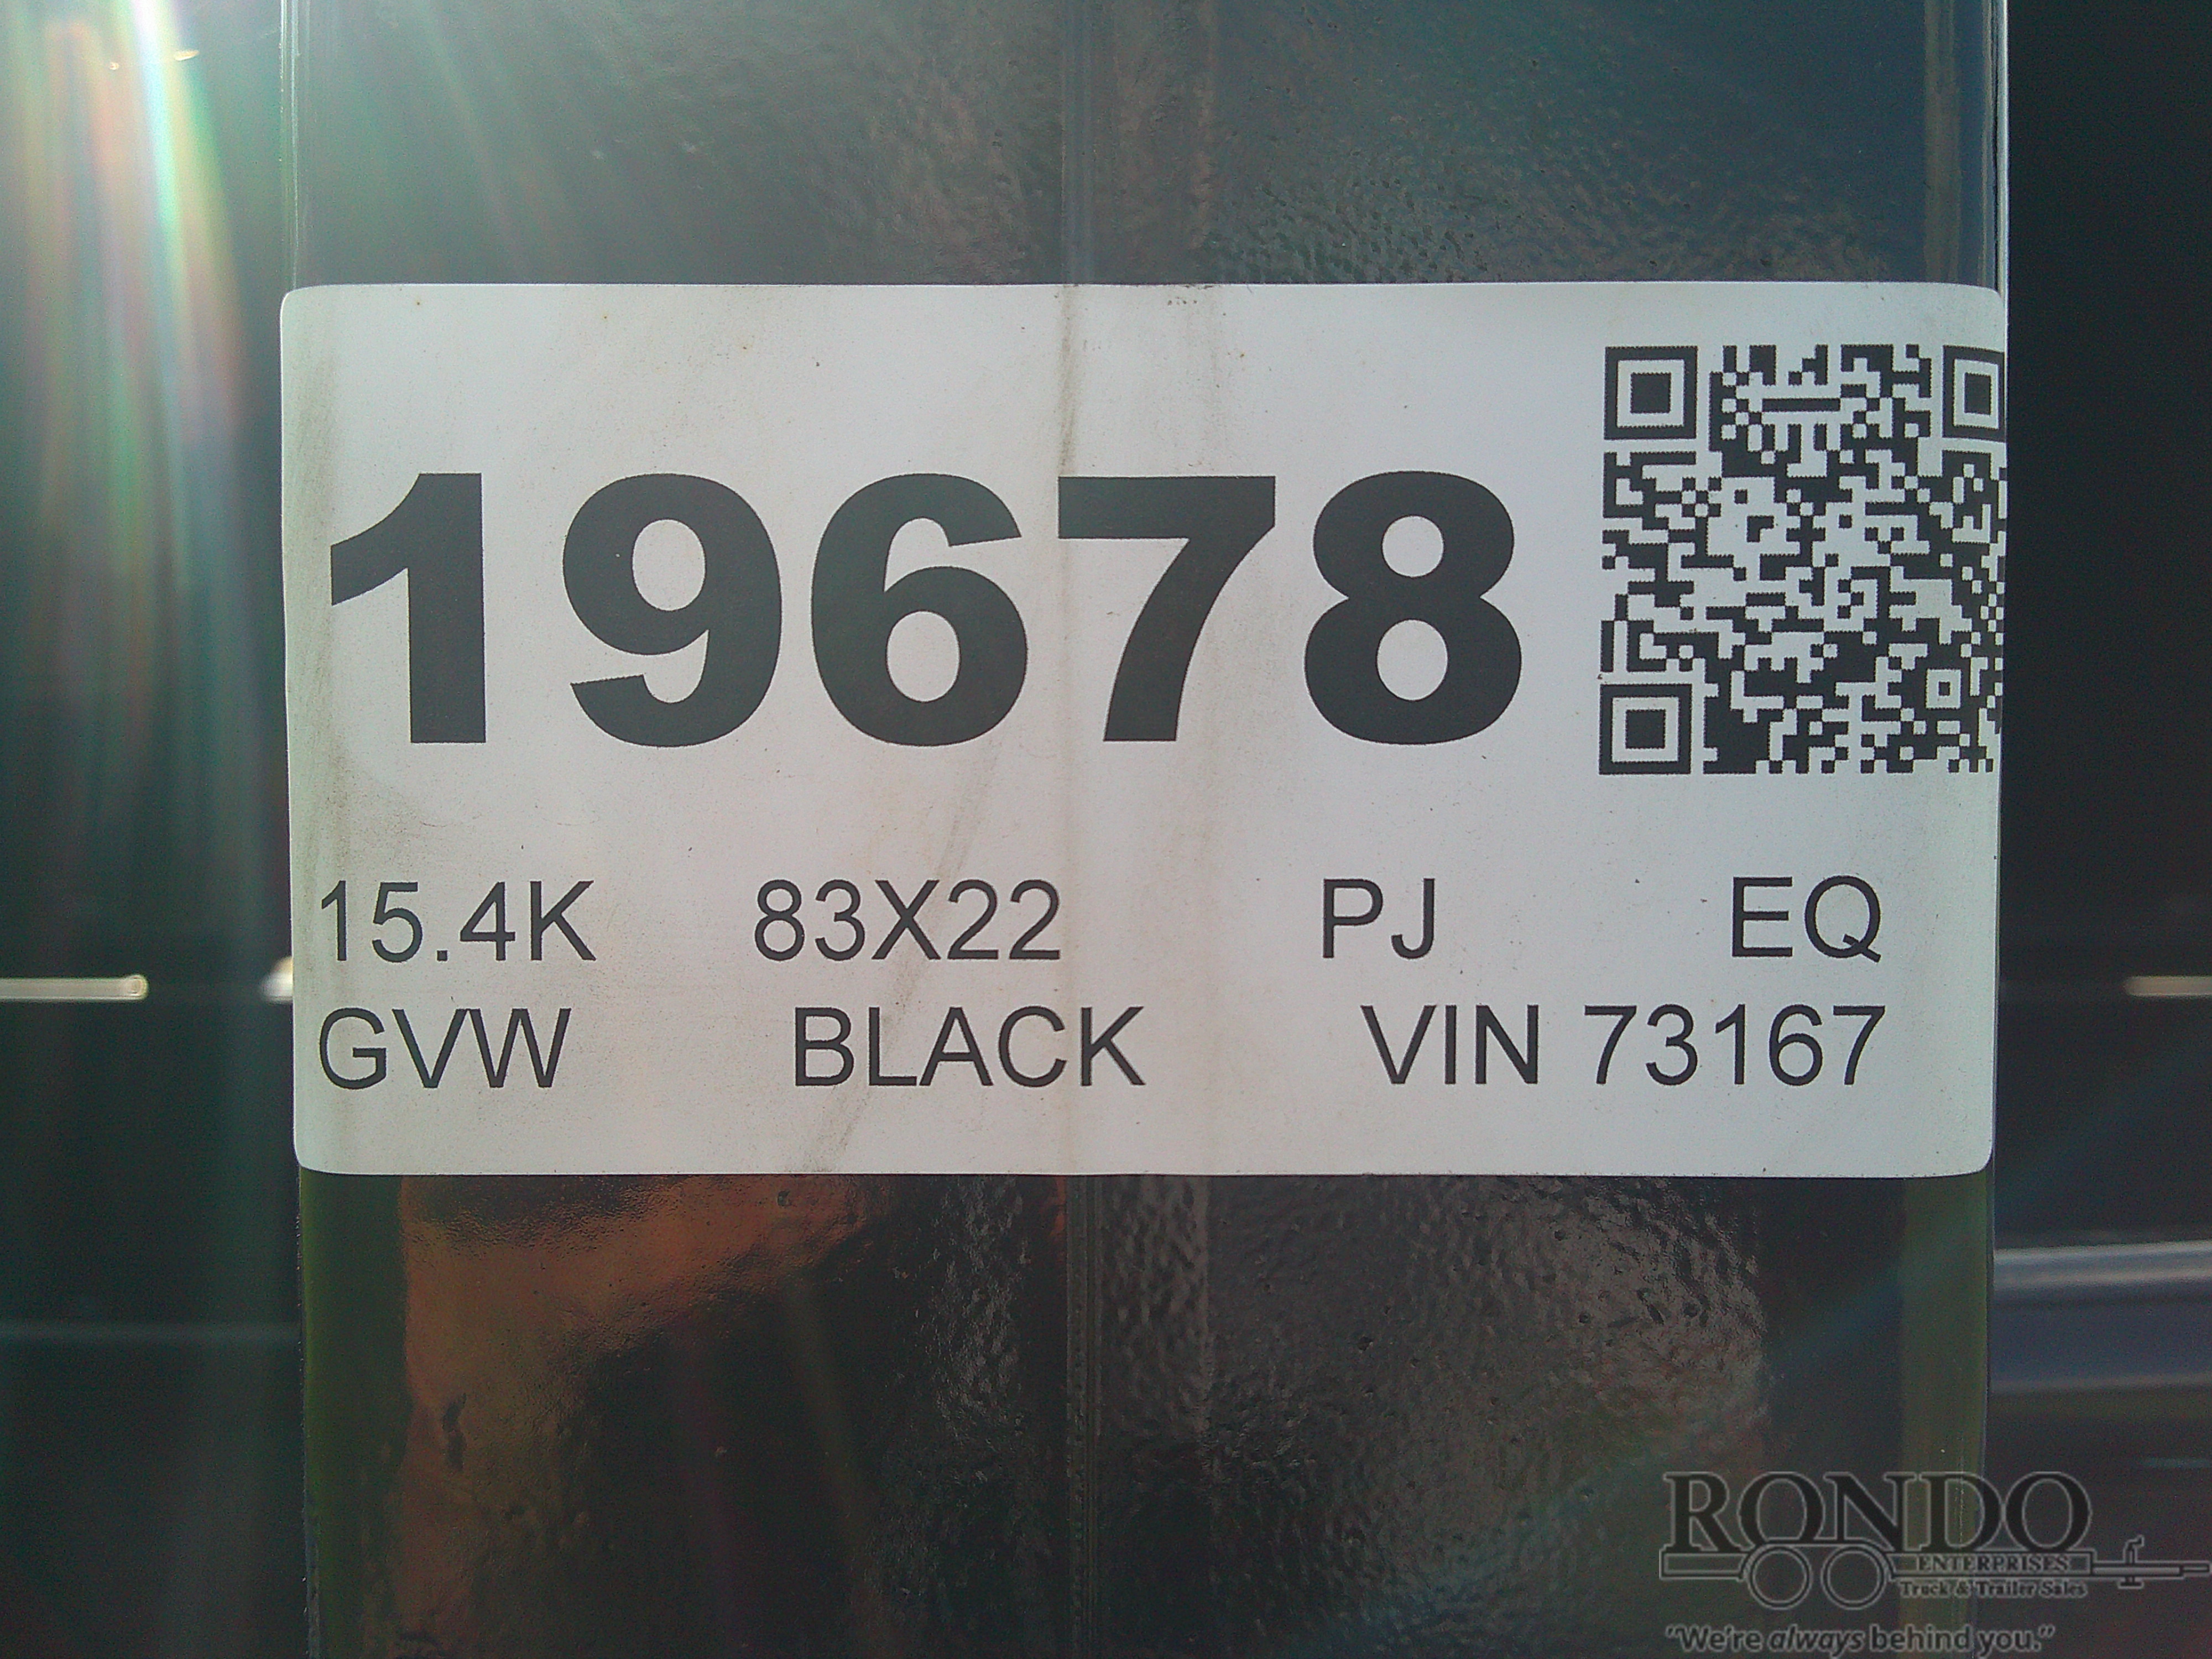 19678
15.4K 83X22 PJ EQ
GVW BLACK VIN 73167
RONDO
ENTERPRISES
Truck & Trailer Sales
"We're always behind you."